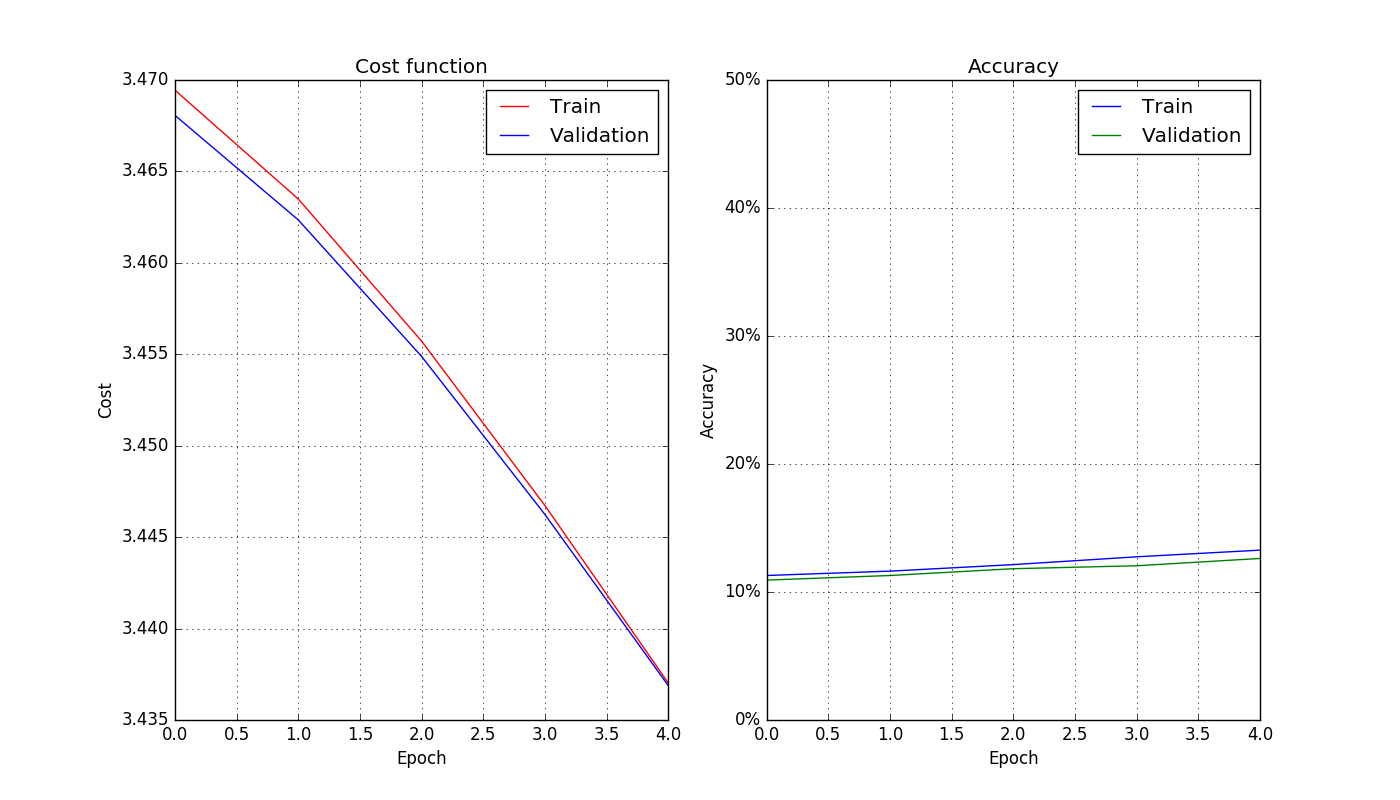 Cost function
3.470
3.465
3.460
3.455
3.450
3.445
3.440
3.435
Cost
0.0 0.5 1.0 1.5 2.0 2.5 3.0 3.5 4.0
Epoch
Train
Validation
Accuracy
50%
40%
30%
20%
10%
0%
Accuracy
0.0 0.5 1.0 1.5 2.0 2.5 3.0 3.5 4.0
Epoch
Train
Validation